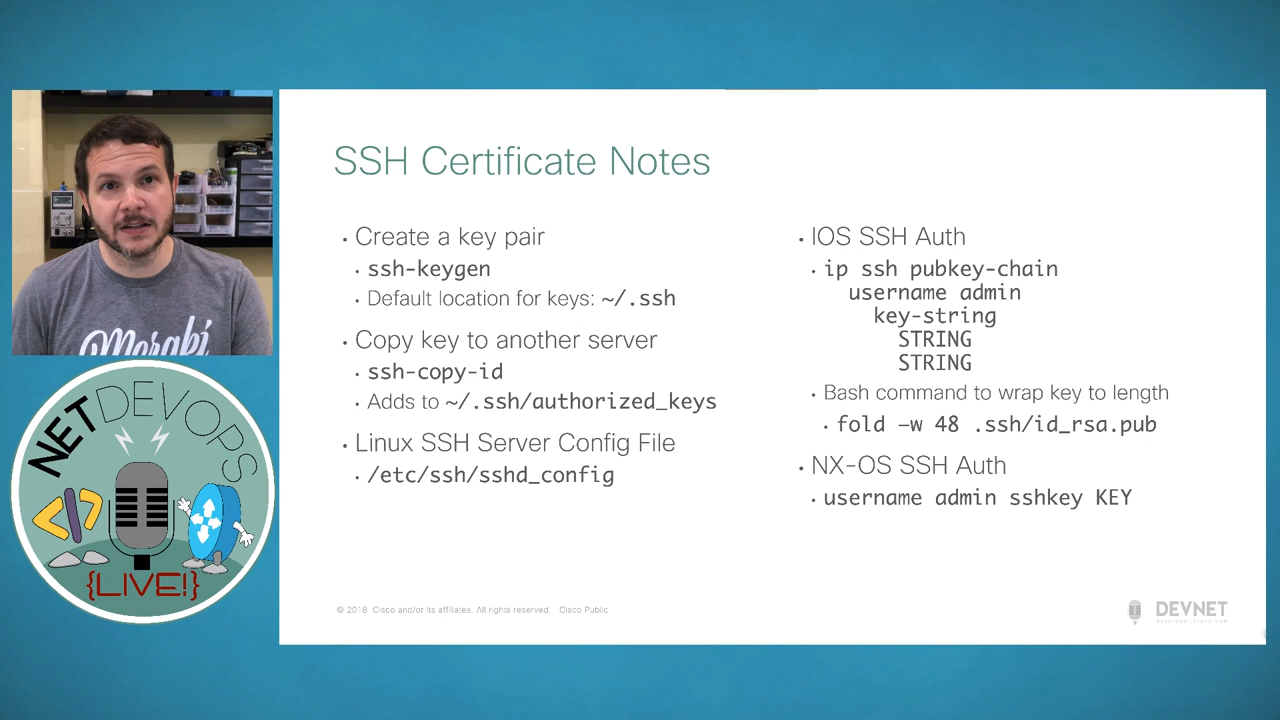 SSH Certificate Notes
• Create a key pair
• ssh-keygen
• Default location for keys: ~/.ssh
• Copy key to another server
• ssh-copy-id
• Adds to ~/.ssh/authorized_keys
• Linux SSH Server Config File
• /etc/ssh/sshd_config
• IOS SSH Auth
• ip ssh pubkey-chain
username admin
key-string
STRING
STRING
• Bash command to wrap key to length
• fold –w 48 .ssh/id_rsa.pub
• NX-OS SSH Auth
• username admin sshkey KEY
© 2018 Cisco and/or its affiliates. All rights reserved. Cisco Public
DEVNET
developer.cisco.com
NETDEVOPS
</>
{LIVE!}